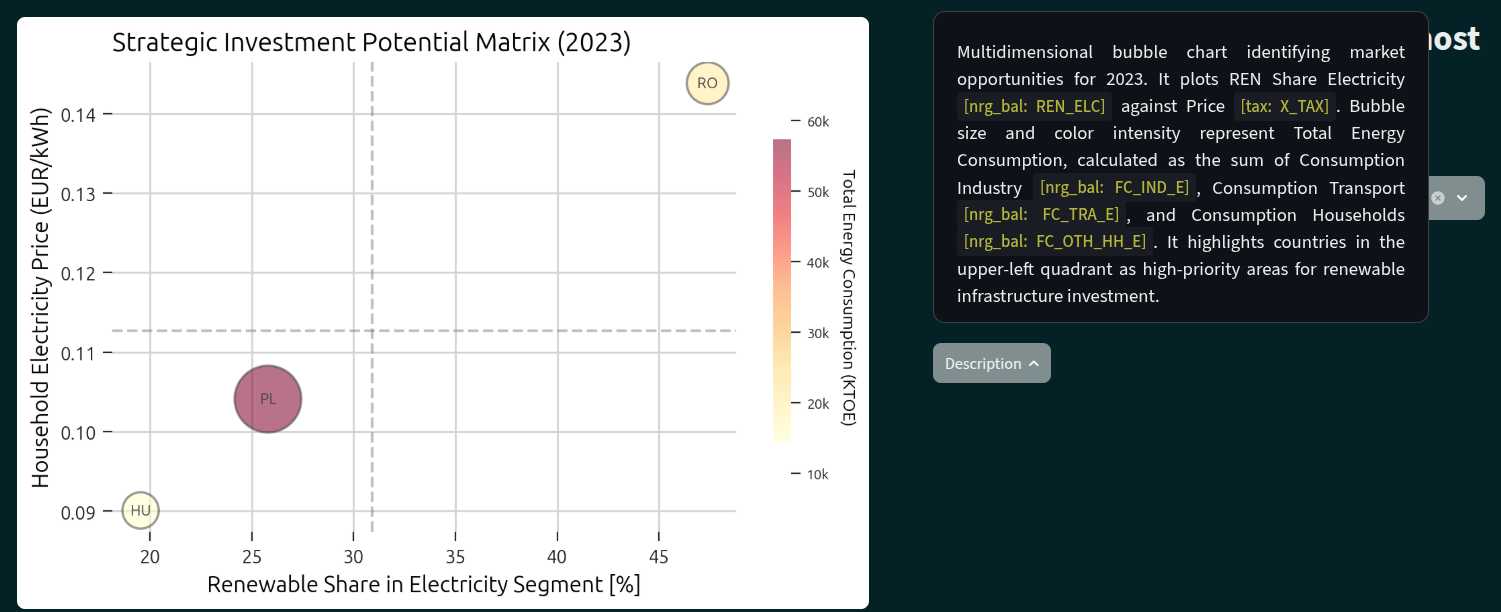 Strategic Investment Potential Matrix (2023)
Household Electricity Price (EUR/kWh)
0.14
0.13
0.12
0.11
0.10
0.09
RO
PL
HU
20
25
30
35
40
45
Renewable Share in Electricity Segment [%]
60k
50k
40k
30k
20k
10k
Total Energy Consumption (KTOE)
Multidimensional bubble chart identifying market
opportunities for 2023. It plots REN Share Electricity
[nrg_bal: REN_ELC] against Price [tax: X_TAX]. Bubble
size and color intensity represent Total Energy
Consumption, calculated as the sum of Consumption
Industry [nrg_bal: FC_IND_E], Consumption Transport
[nrg_bal: FC_TRA_E], and Consumption Households
[nrg_bal: FC_OTH_HH_E]. It highlights countries in the
upper-left quadrant as high-priority areas for renewable
infrastructure investment.
Description